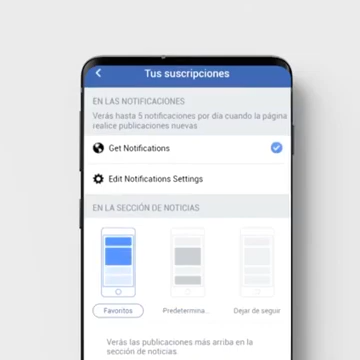 Tus suscripciones
EN LAS NOTIFICACIONES
Verás hasta 5 notificaciones por día cuando la página
realice publicaciones nuevas
Get Notifications
Edit Notifications Settings
EN LA SECCIÓN DE NOTICIAS
Favoritos Predetermina... Dejar de seguir
Verás las publicaciones más arriba en la
sección de noticias.